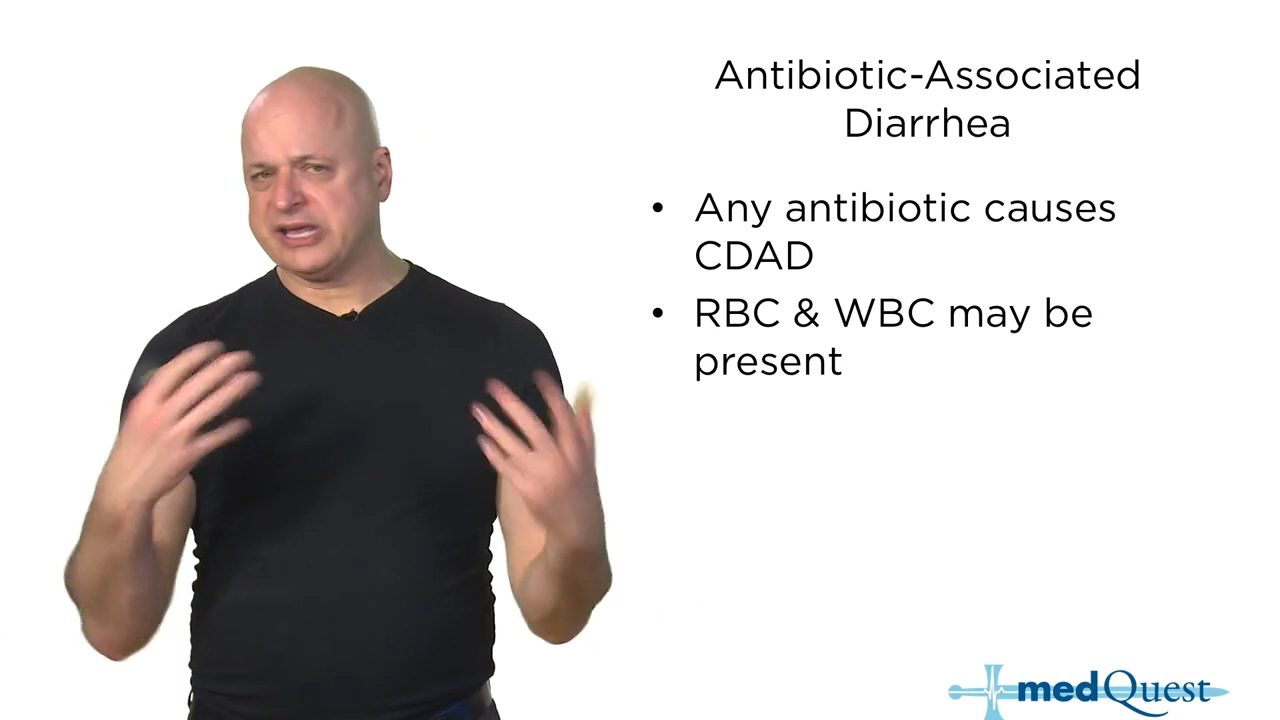 Antibiotic-Associated
Diarrhea
• Any antibiotic causes
CDAD
• RBC & WBC may be
present
medQuest